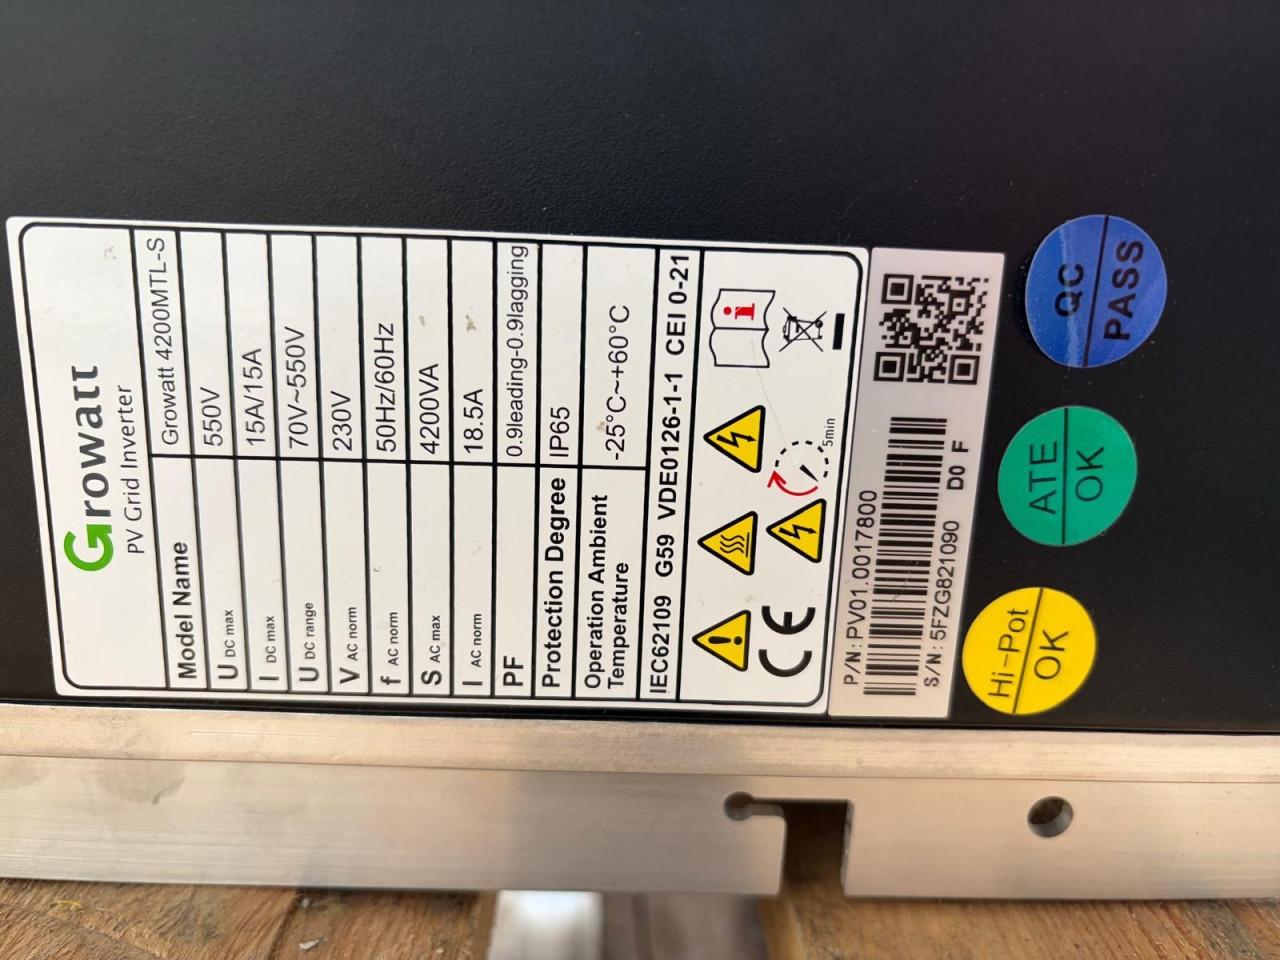 Growatt
PV Grid Inverter
Model Name Growatt 4200MTL-S
U DC max 550V
I DC max 15A/15A
U DC range 70V~550V
V AC norm 230V
f AC norm 50Hz/60Hz
S AC max 4200VA
I AC norm 18.5A
PF 0.9leading-0.9lagging
Protection Degree IP65
Operation Ambient
Temperature -25°C~+60°C
IEC62109 G59 VDE0126-1-1 CEI 0-21
i
5min
CE
P/N:PV01.0017800
S/N:5FZG821090 D0 F
Hi-Pot
OK
ATE
OK
QC
PASS